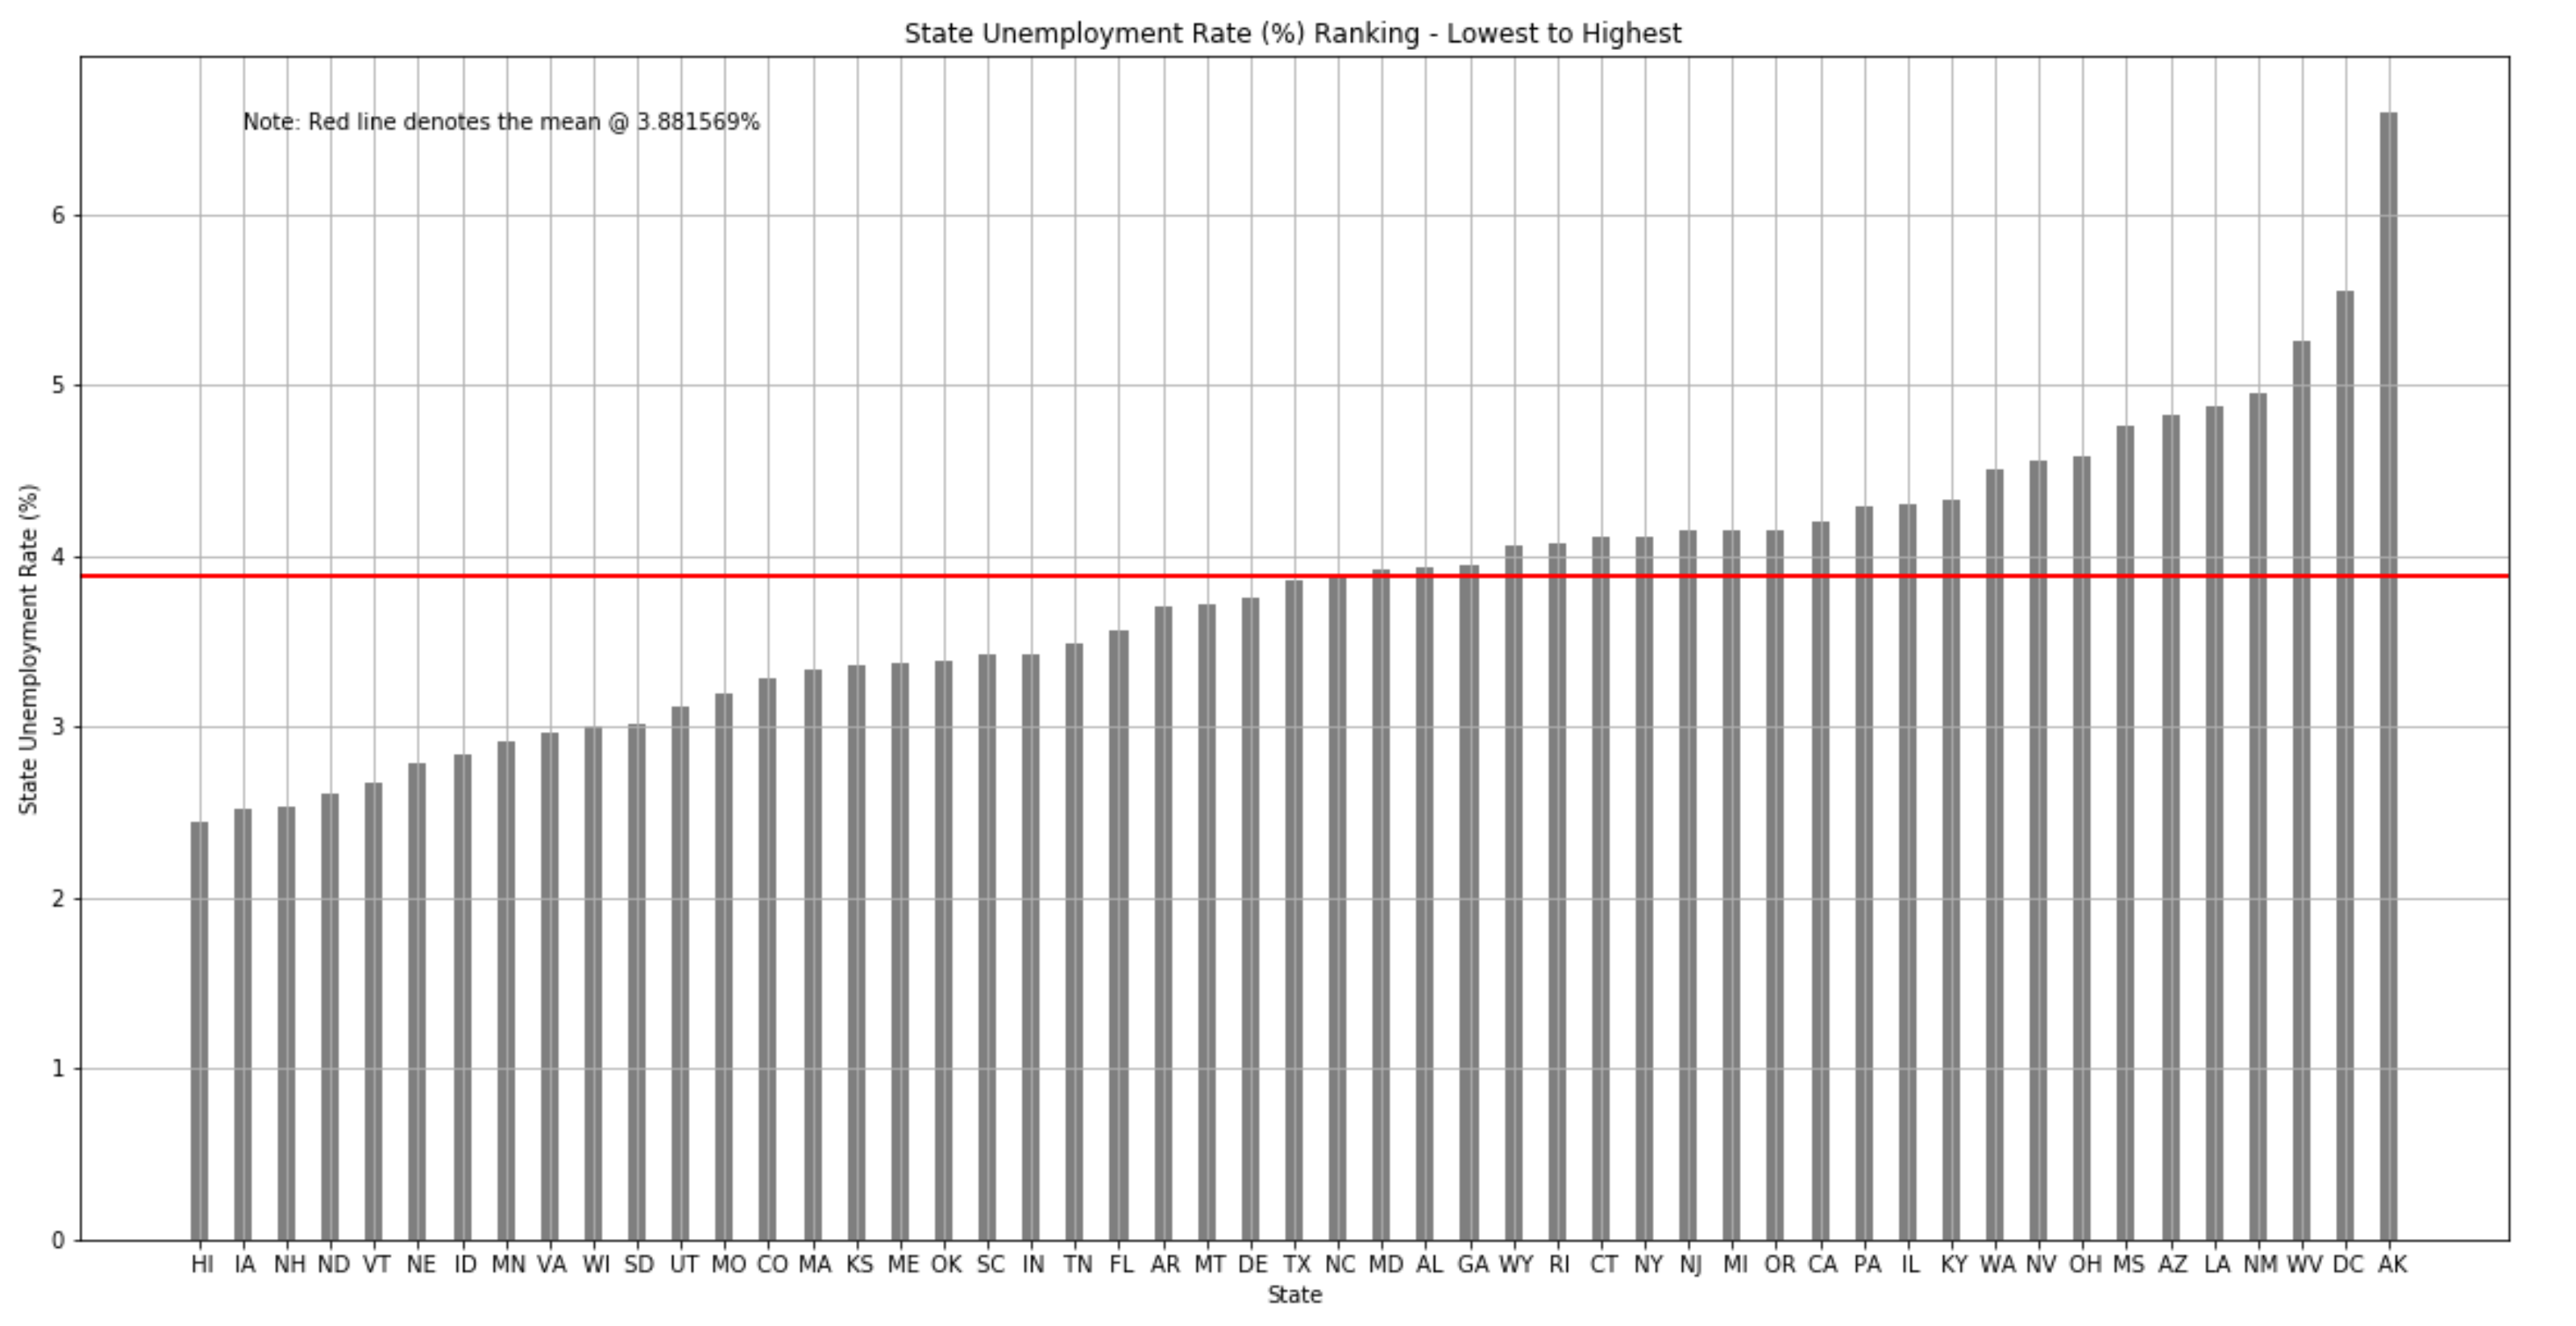 State Unemployment Rate (%) Ranking - Lowest to Highest
Note: Red line denotes the mean @ 3.881569%
6
5
4
3
2
1
0
State Unemployment Rate (%)
HI IA NH ND VT NE ID MN VA WI SD UT MO CO MA KS ME OK SC IN TN FL AR MT DE TX NC MD AL GA WY RI CT NY NJ MI OR CA PA IL KY WA NV OH MS AZ LA NM WV DC AK
State